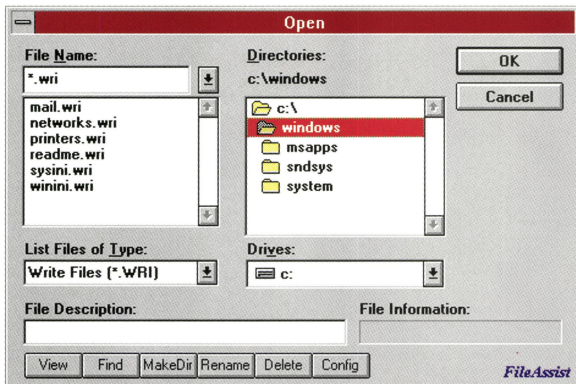 Open
File Name:
*.wri
mail.wri
networks.wri
printers.wri
readme.wri
sysini.wri
winini.wri
List Files of Type:
Write Files (*.WRI)
Directories:
c:\windows
c:\
windows
msapps
sndsys
system
Drives:
c:
OK
Cancel
File Description:
File Information:
View Find MakeDir Rename Delete Config
FileAssist